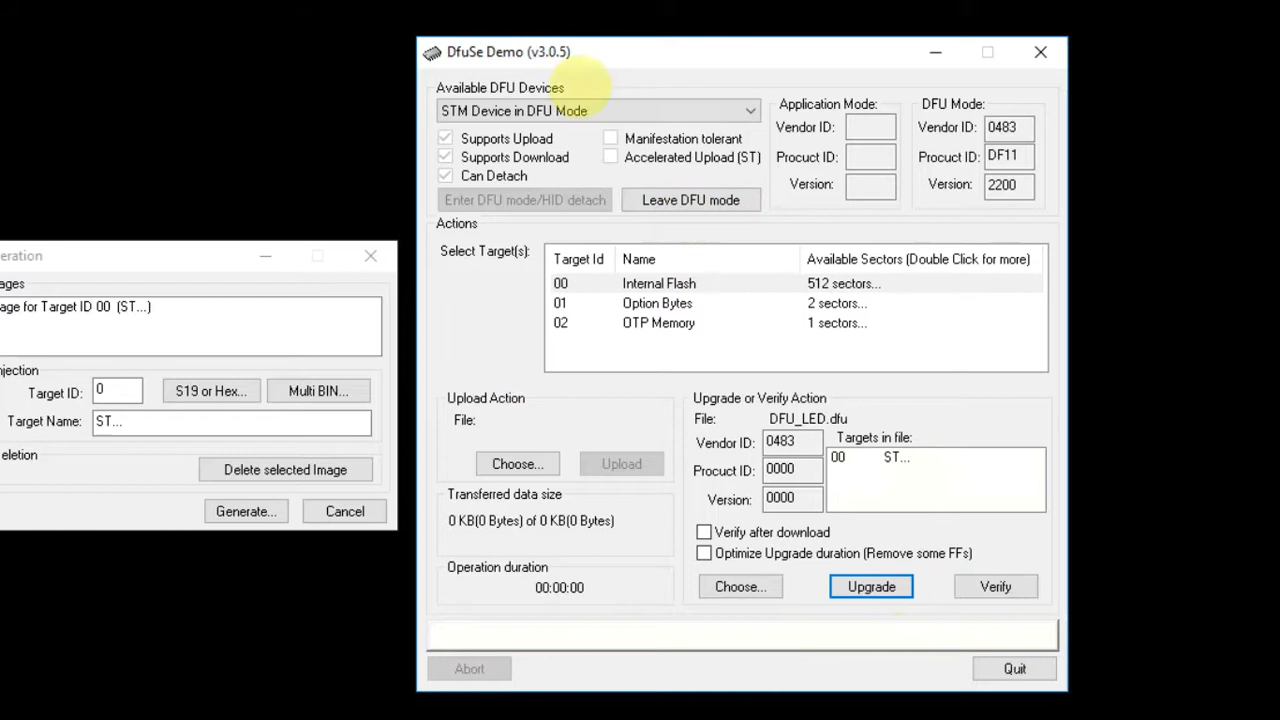 DfuSe Demo (v3.0.5)
Available DFU Devices
STM Device in DFU Mode
Supports Upload
Manifestation tolerant
Supports Download
Accelerated Upload (ST)
Can Detach
Enter DFU mode/HID detach
Leave DFU mode
Application Mode:
Vendor ID:
Procuct ID:
Version:
DFU Mode:
Vendor ID: 0483
Procuct ID: DF11
Version: 2200
Actions
Select Target(s):
Target Id Name Available Sectors (Double Click for more)
00 Internal Flash 512 sectors...
01 Option Bytes 2 sectors...
02 OTP Memory 1 sectors...
Upload Action
File:
Choose... Upload
Transferred data size
0 KB(0 Bytes) of 0 KB(0 Bytes)
Operation duration
00:00:00
Upgrade or Verify Action
File: DFU_LED.dfu
Vendor ID: 0483
Procuct ID: 0000
Version: 0000
Targets in file:
00 ST...
Verify after download
Optimize Upgrade duration (Remove some FFs)
Choose... Upgrade Verify
Abort Quit
eration
ages
age for Target ID 00 (ST...)
njection
Target ID: 0 S19 or Hex... Multi BIN...
Target Name: ST...
eletion
Delete selected Image
Generate... Cancel